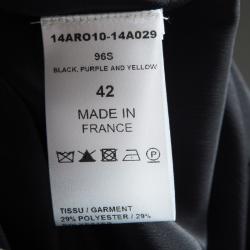 14ARO10-14A029
96S
BLACK, PURPLE AND YELLOW
42
MADE IN
FRANCE
P
TISSU / GARMENT
29% POLYESTER / 29%